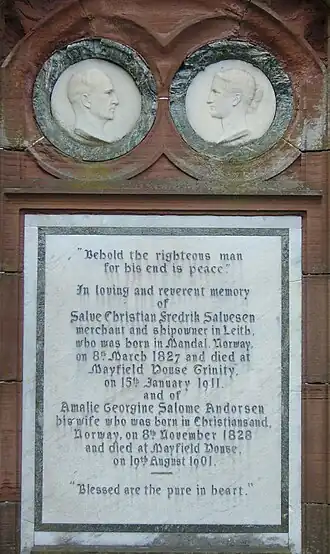 "Behold the righteous man
for his end is peace."
In loving and reverent memory
of
Salve Christian Fredrik Salvesen
merchant and shipowner in Leith,
who was born in Mandal, Norway,
on 8th March 1827 and died at
Mayfield House Trinity,
on 15th January 1911.
and of
Amalie Georgine Salome Andorsen
his wife who was born in Christiansand,
Norway, on 8th November 1828
and died at Mayfield House,
on 19th August 1901.
"Blessed are the pure in heart."